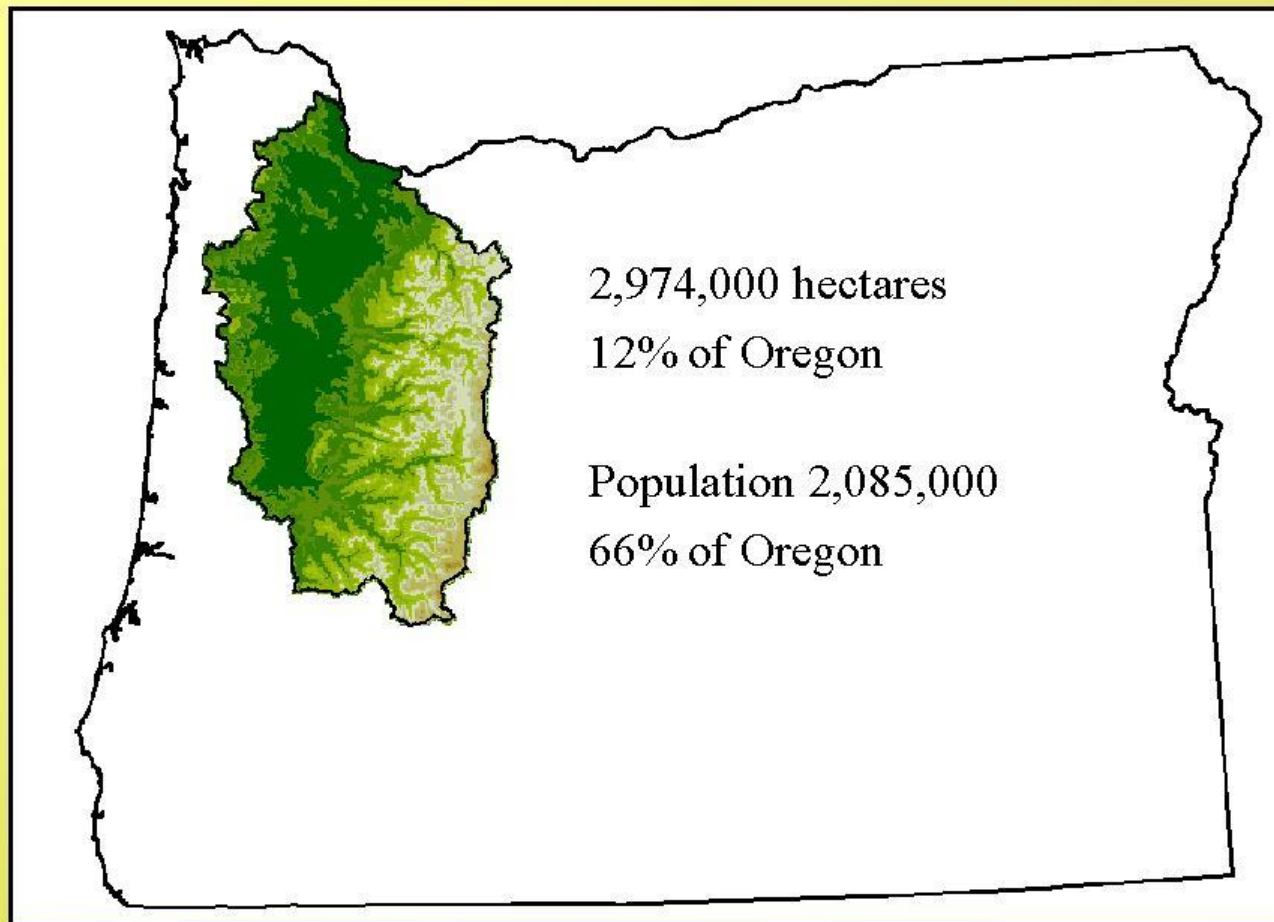 2,974,000 hectares
12% of Oregon
Population 2,085,000
66% of Oregon